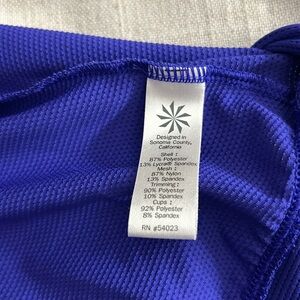 Designed in
Sonoma County,
California
Shell :
87% Polyester
13% Lycra® Spandex
Mesh :
87% Nylon
13% Spandex
Trimming :
90% Polyester
10% Spandex
Cups :
92% Polyester
8% Spandex
RN #54023